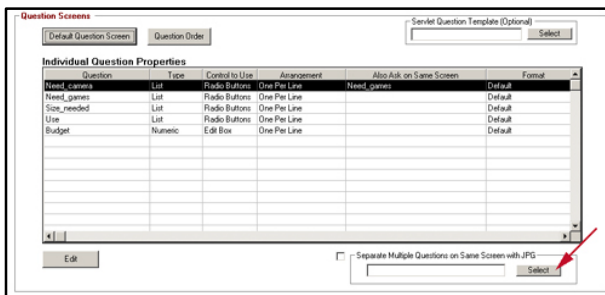 Question Screens
Default Question Screen Question Order
Servlet Question Template (Optional)
Select
Individual Question Properties
Question Type Control to Use Arrangement Also Ask on Same Screen Format
Need_camera List Radio Buttons One Per Line Need_games Default
Need_games List Radio Buttons One Per Line Default
Size_needed List Radio Buttons One Per Line Default
Use List Radio Buttons One Per Line Default
Budget Numeric Edit Box One Per Line Default
Edit
Separate Multiple Questions on Same Screen with JPG
Select